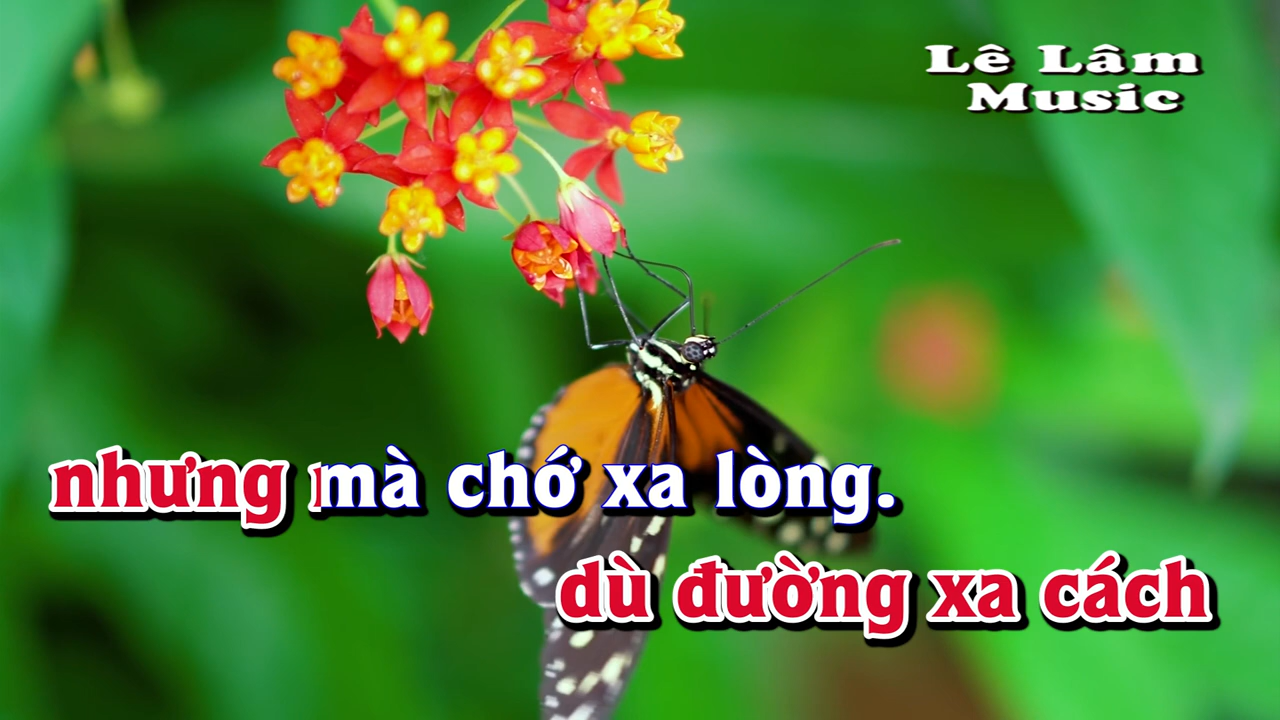 Lê Lâm
Music
nhưng mà chớ xa lòng.
dù đường xa cách